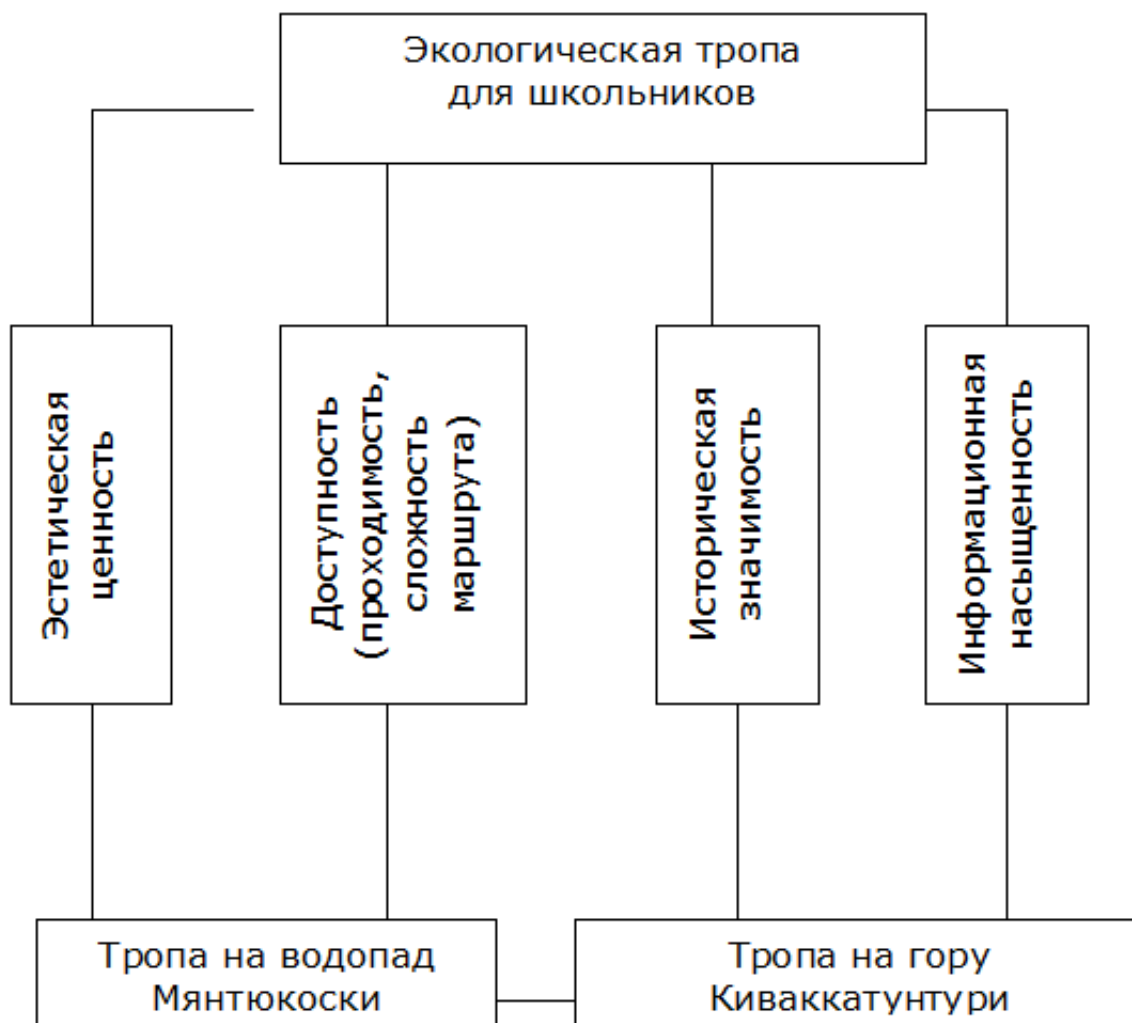 Экологическая тропа
для школьников
Эстетическая
ценность
Доступность
(проходимость,
сложность
маршрута)
Историческая
значимость
Информационная
насыщенность
Тропа на водопад
Мянтюкоски
Тропа на гору
Киваккатунтури